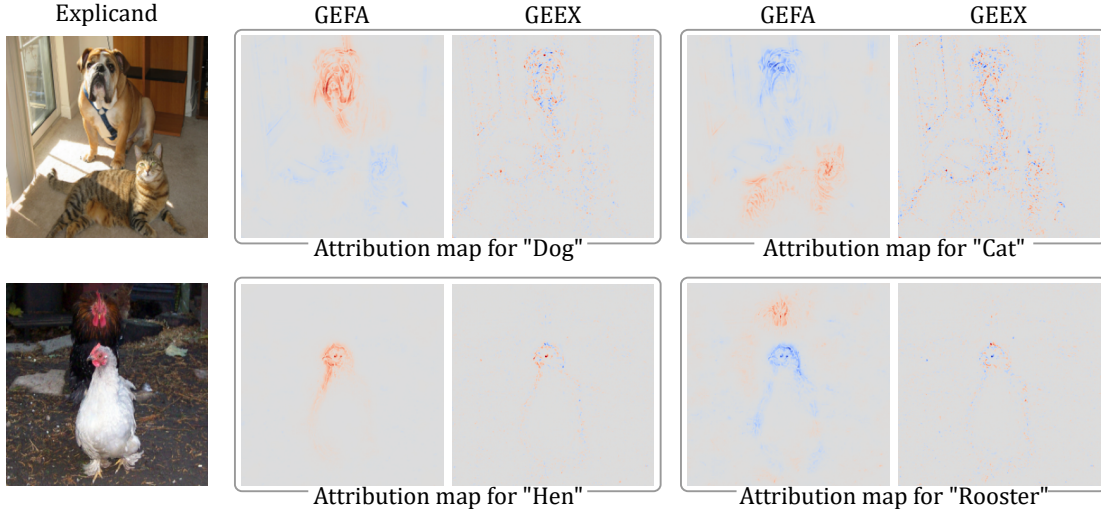 Explicand GEFA GEEX GEFA GEEX
Attribution map for "Dog" Attribution map for "Cat"
Attribution map for "Hen" Attribution map for "Rooster"